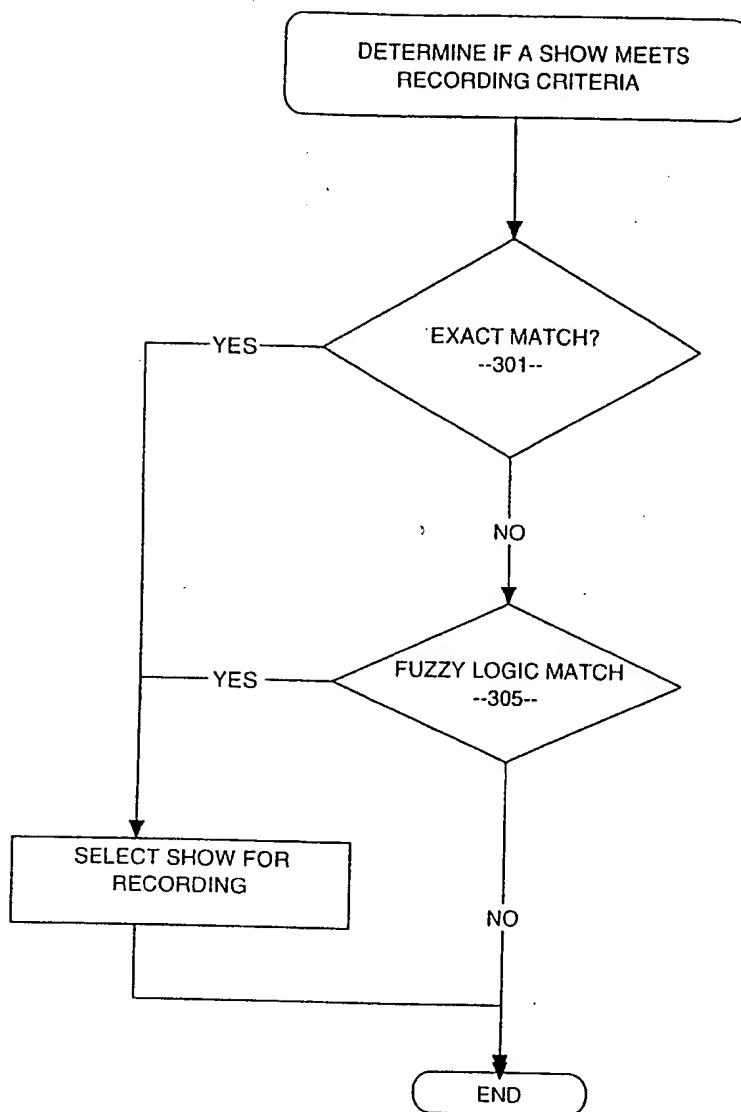 DETERMINE IF A SHOW MEETS
RECORDING CRITERIA
EXACT MATCH?
--301--
YES
NO
FUZZY LOGIC MATCH
--305--
YES
SELECT SHOW FOR
RECORDING
NO
END